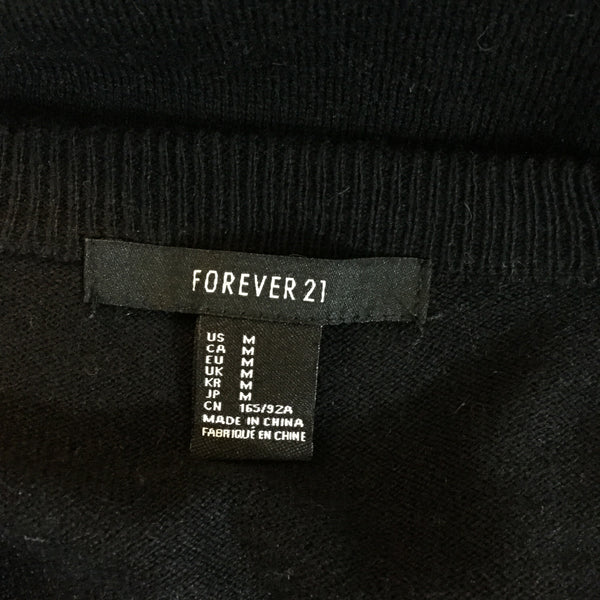 FOREVER 21
US M
CA M
EU M
UK M
KR M
JP M
CN 165/92A
MADE IN CHINA
FABRIQUÉ EN CHINE